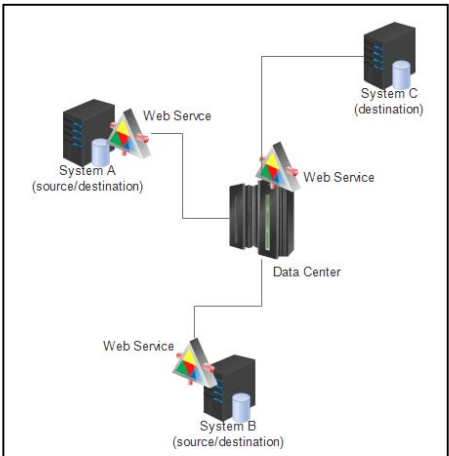 System C
(destination)
Web Servce
System A
(source/destination)
Web Service
Data Center
Web Service
System B
(source/destination)